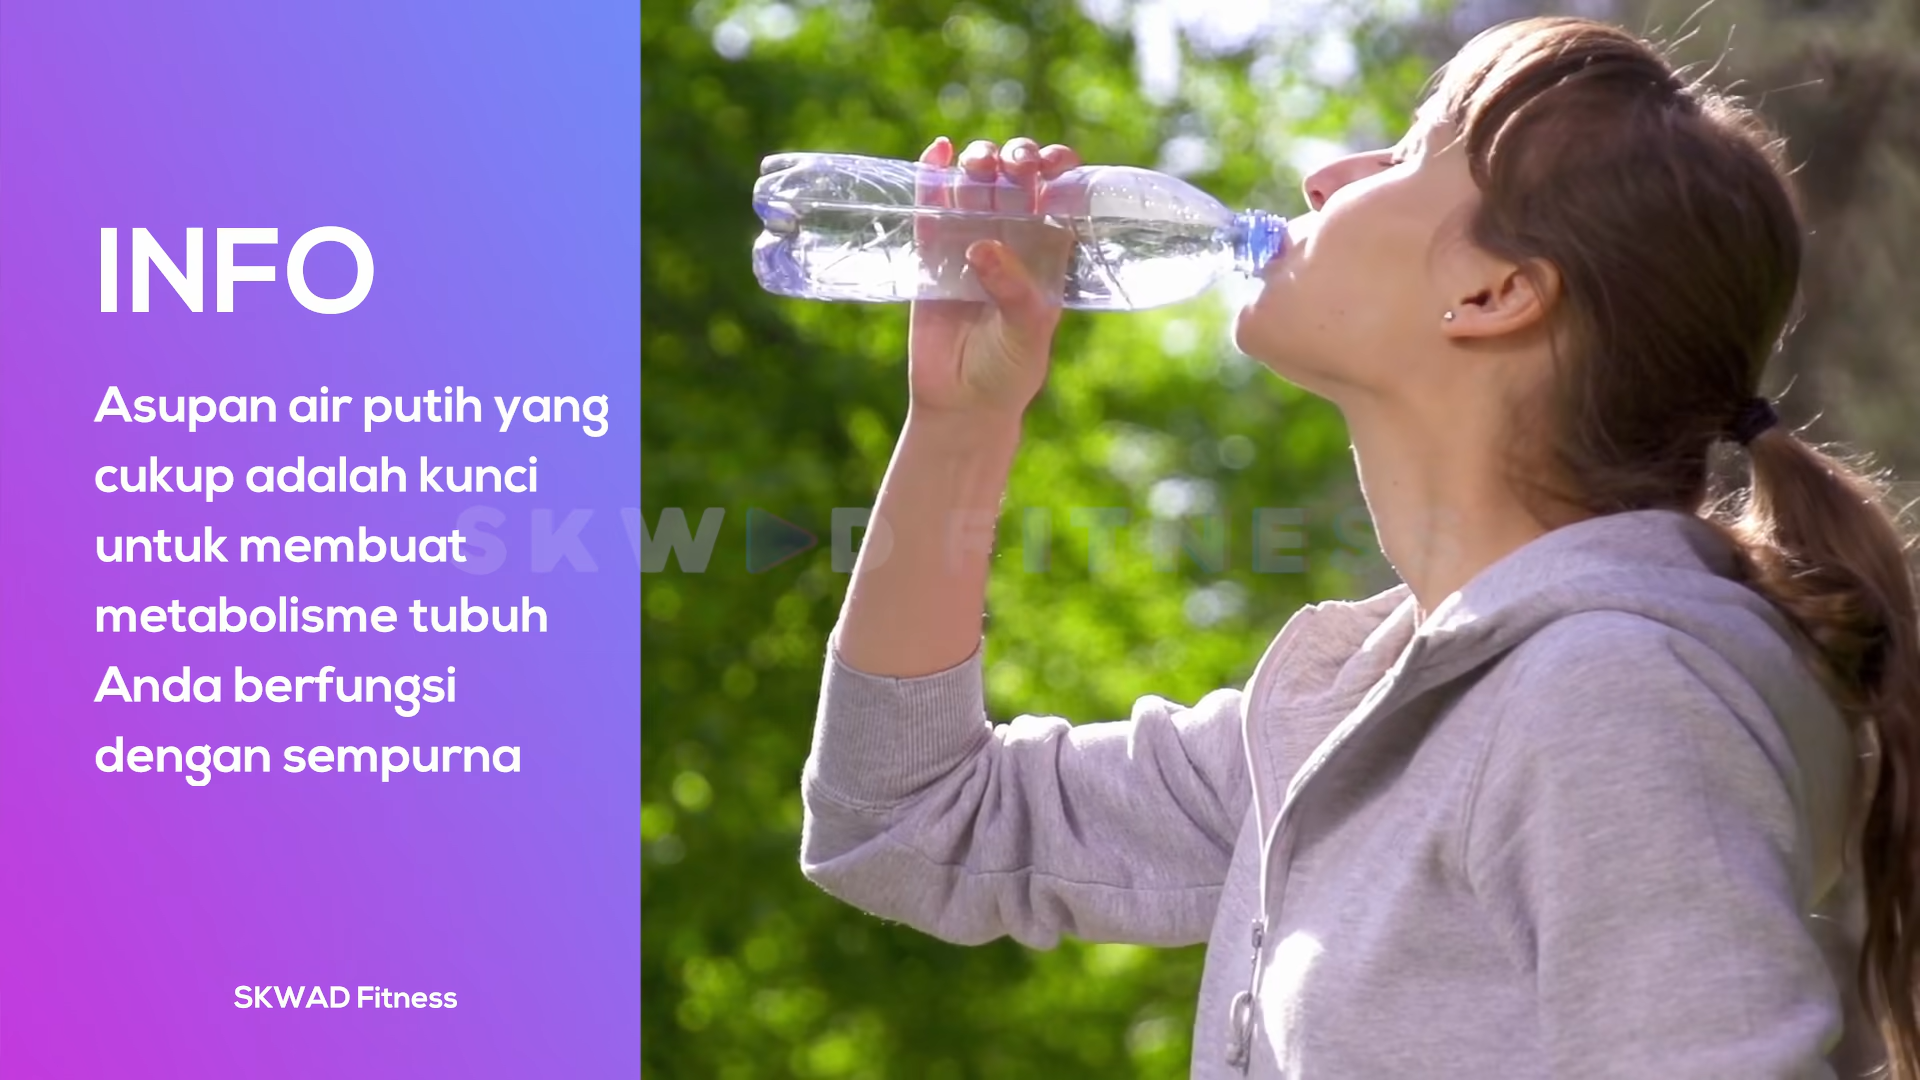 INFO
Asupan air putih yang
cukup adalah kunci
untuk membuat
metabolisme tubuh
Anda berfungsi
dengan sempurna
SKWAD FITNESS
SKWAD Fitness